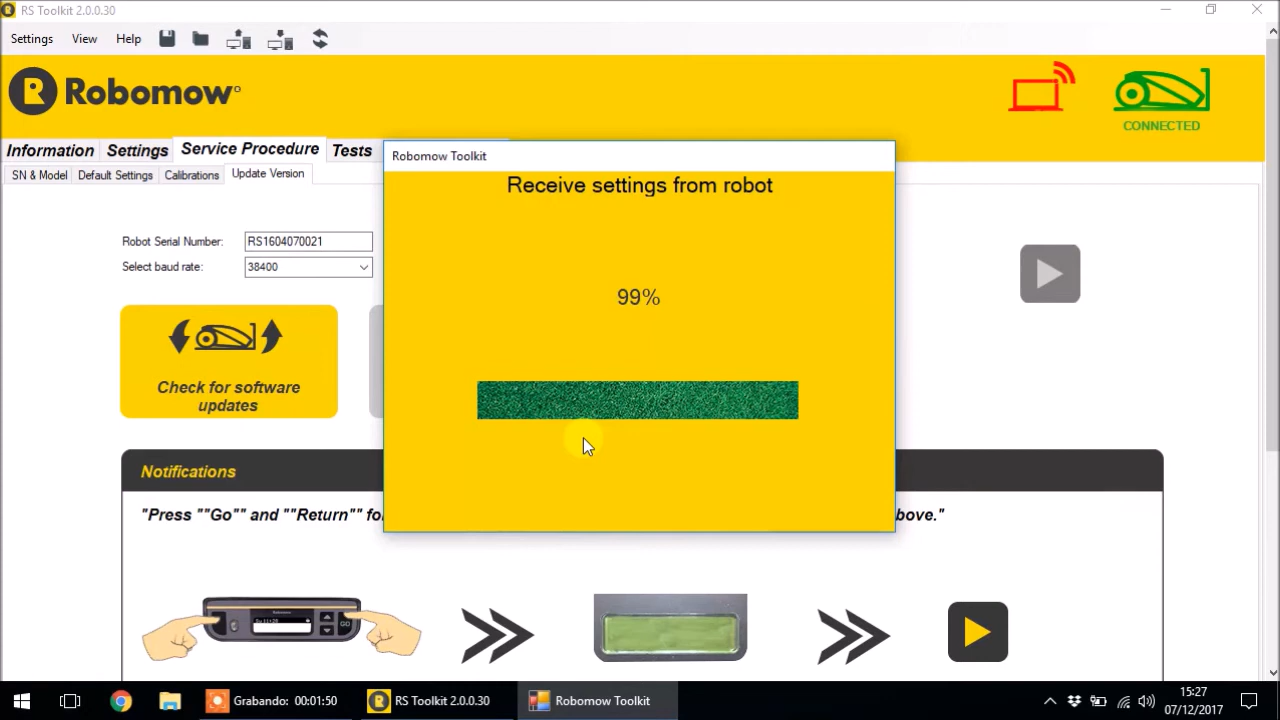 RS Toolkit 2.0.0.30
Settings View Help
Robomow
CONNECTED
Information Settings Service Procedure Tests
SN & Model Default Settings Calibrations Update Version
Robomow Toolkit
Receive settings from robot
99%
Robot Serial Number: RS1604070021
Select baud rate: 38400
Check for software
updates
Notifications
"Press ""Go"" and ""Return"" fo bove."
Robomow
GO
Grabando: 00:01:50 RS Toolkit 2.0.0.30 Robomow Toolkit
15:27
07/12/2017